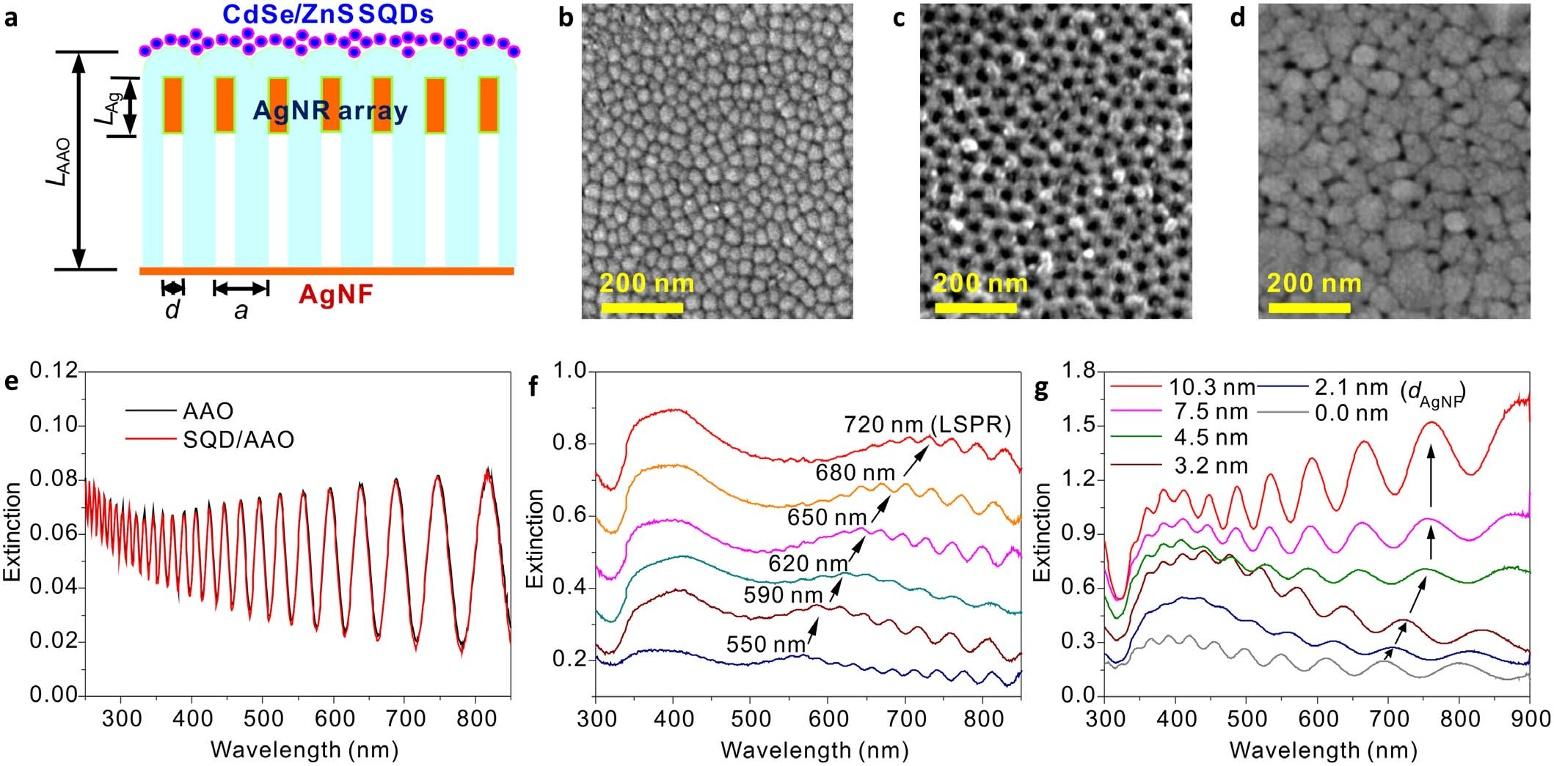 a
CdSe/ZnS SQDs
L_Ag
AgNR array
L_AAO
d
a
AgNF
b
200 nm
c
200 nm
d
200 nm
e
0.12
0.10
0.08
0.06
0.04
0.02
0.00
Extinction
AAO
SQD/AAO
300 400 500 600 700 800
Wavelength (nm)
f
1.0
0.8
0.6
0.4
0.2
Extinction
720 nm (LSPR)
680 nm
650 nm
620 nm
590 nm
550 nm
300 400 500 600 700 800
Wavelength (nm)
g
1.8
1.5
1.2
0.9
0.6
0.3
0.0
Extinction
10.3 nm 2.1 nm (d_AgNF)
7.5 nm 0.0 nm
4.5 nm
3.2 nm
300 400 500 600 700 800 900
Wavelength (nm)